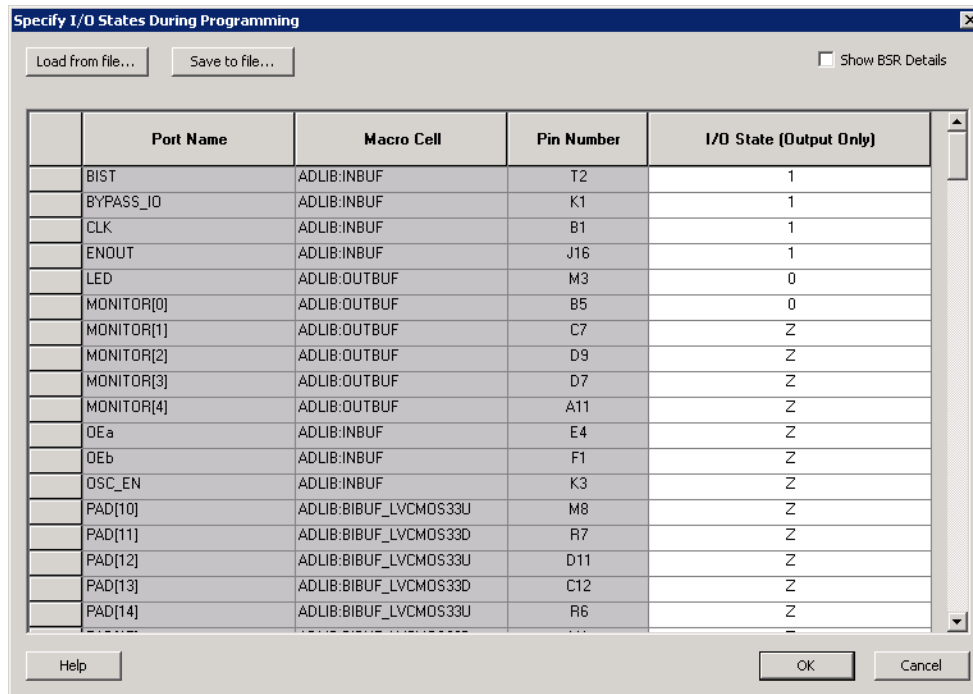 Specify I/O States During Programming
Load from file... Save to file... Show BSR Details
Port Name Macro Cell Pin Number I/O State (Output Only)
BIST ADLIB:INBUF T2 1
BYPASS_IO ADLIB:INBUF K1 1
CLK ADLIB:INBUF B1 1
ENOUT ADLIB:INBUF J16 1
LED ADLIB:OUTBUF M3 0
MONITOR[0] ADLIB:OUTBUF B5 0
MONITOR[1] ADLIB:OUTBUF C7 Z
MONITOR[2] ADLIB:OUTBUF D9 Z
MONITOR[3] ADLIB:OUTBUF D7 Z
MONITOR[4] ADLIB:OUTBUF A11 Z
OEa ADLIB:INBUF E4 Z
OEb ADLIB:INBUF F1 Z
OSC_EN ADLIB:INBUF K3 Z
PAD[10] ADLIB:BIBUF_LVCMOS33U M8 Z
PAD[11] ADLIB:BIBUF_LVCMOS33D R7 Z
PAD[12] ADLIB:BIBUF_LVCMOS33U D11 Z
PAD[13] ADLIB:BIBUF_LVCMOS33D C12 Z
PAD[14] ADLIB:BIBUF_LVCMOS33U R6 Z
Help OK Cancel